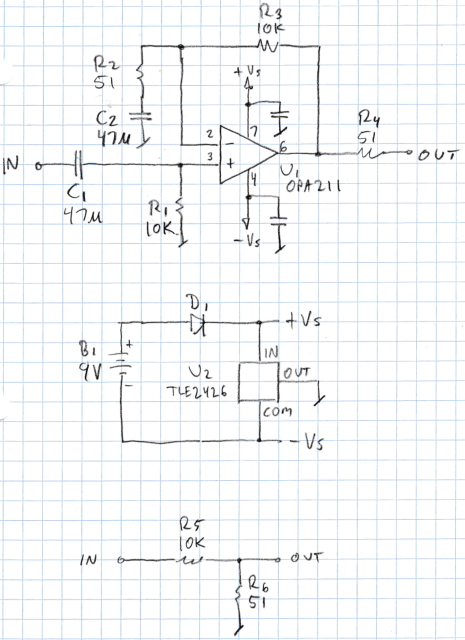 R3
10K
R2
51
+Vs
C2
47µ
R4
51
2
7
IN
3
6
OUT
-
+
U1
OPA211
C1
47µ
4
R1
10K
-Vs
D1
+Vs
B1
9V
+
-
U2
TLE2426
IN
OUT
COM
-Vs
R5
10K
IN
OUT
R6
51